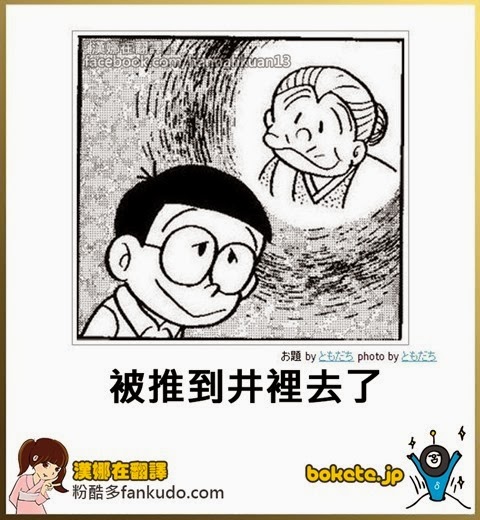 漢娜在翻譯
facebook.com/hannahkuan13
お題 by ともだち photo by ともだち
被推到井裡去了
漢娜在翻譯
粉酷多fankudo.com
bokete.jp